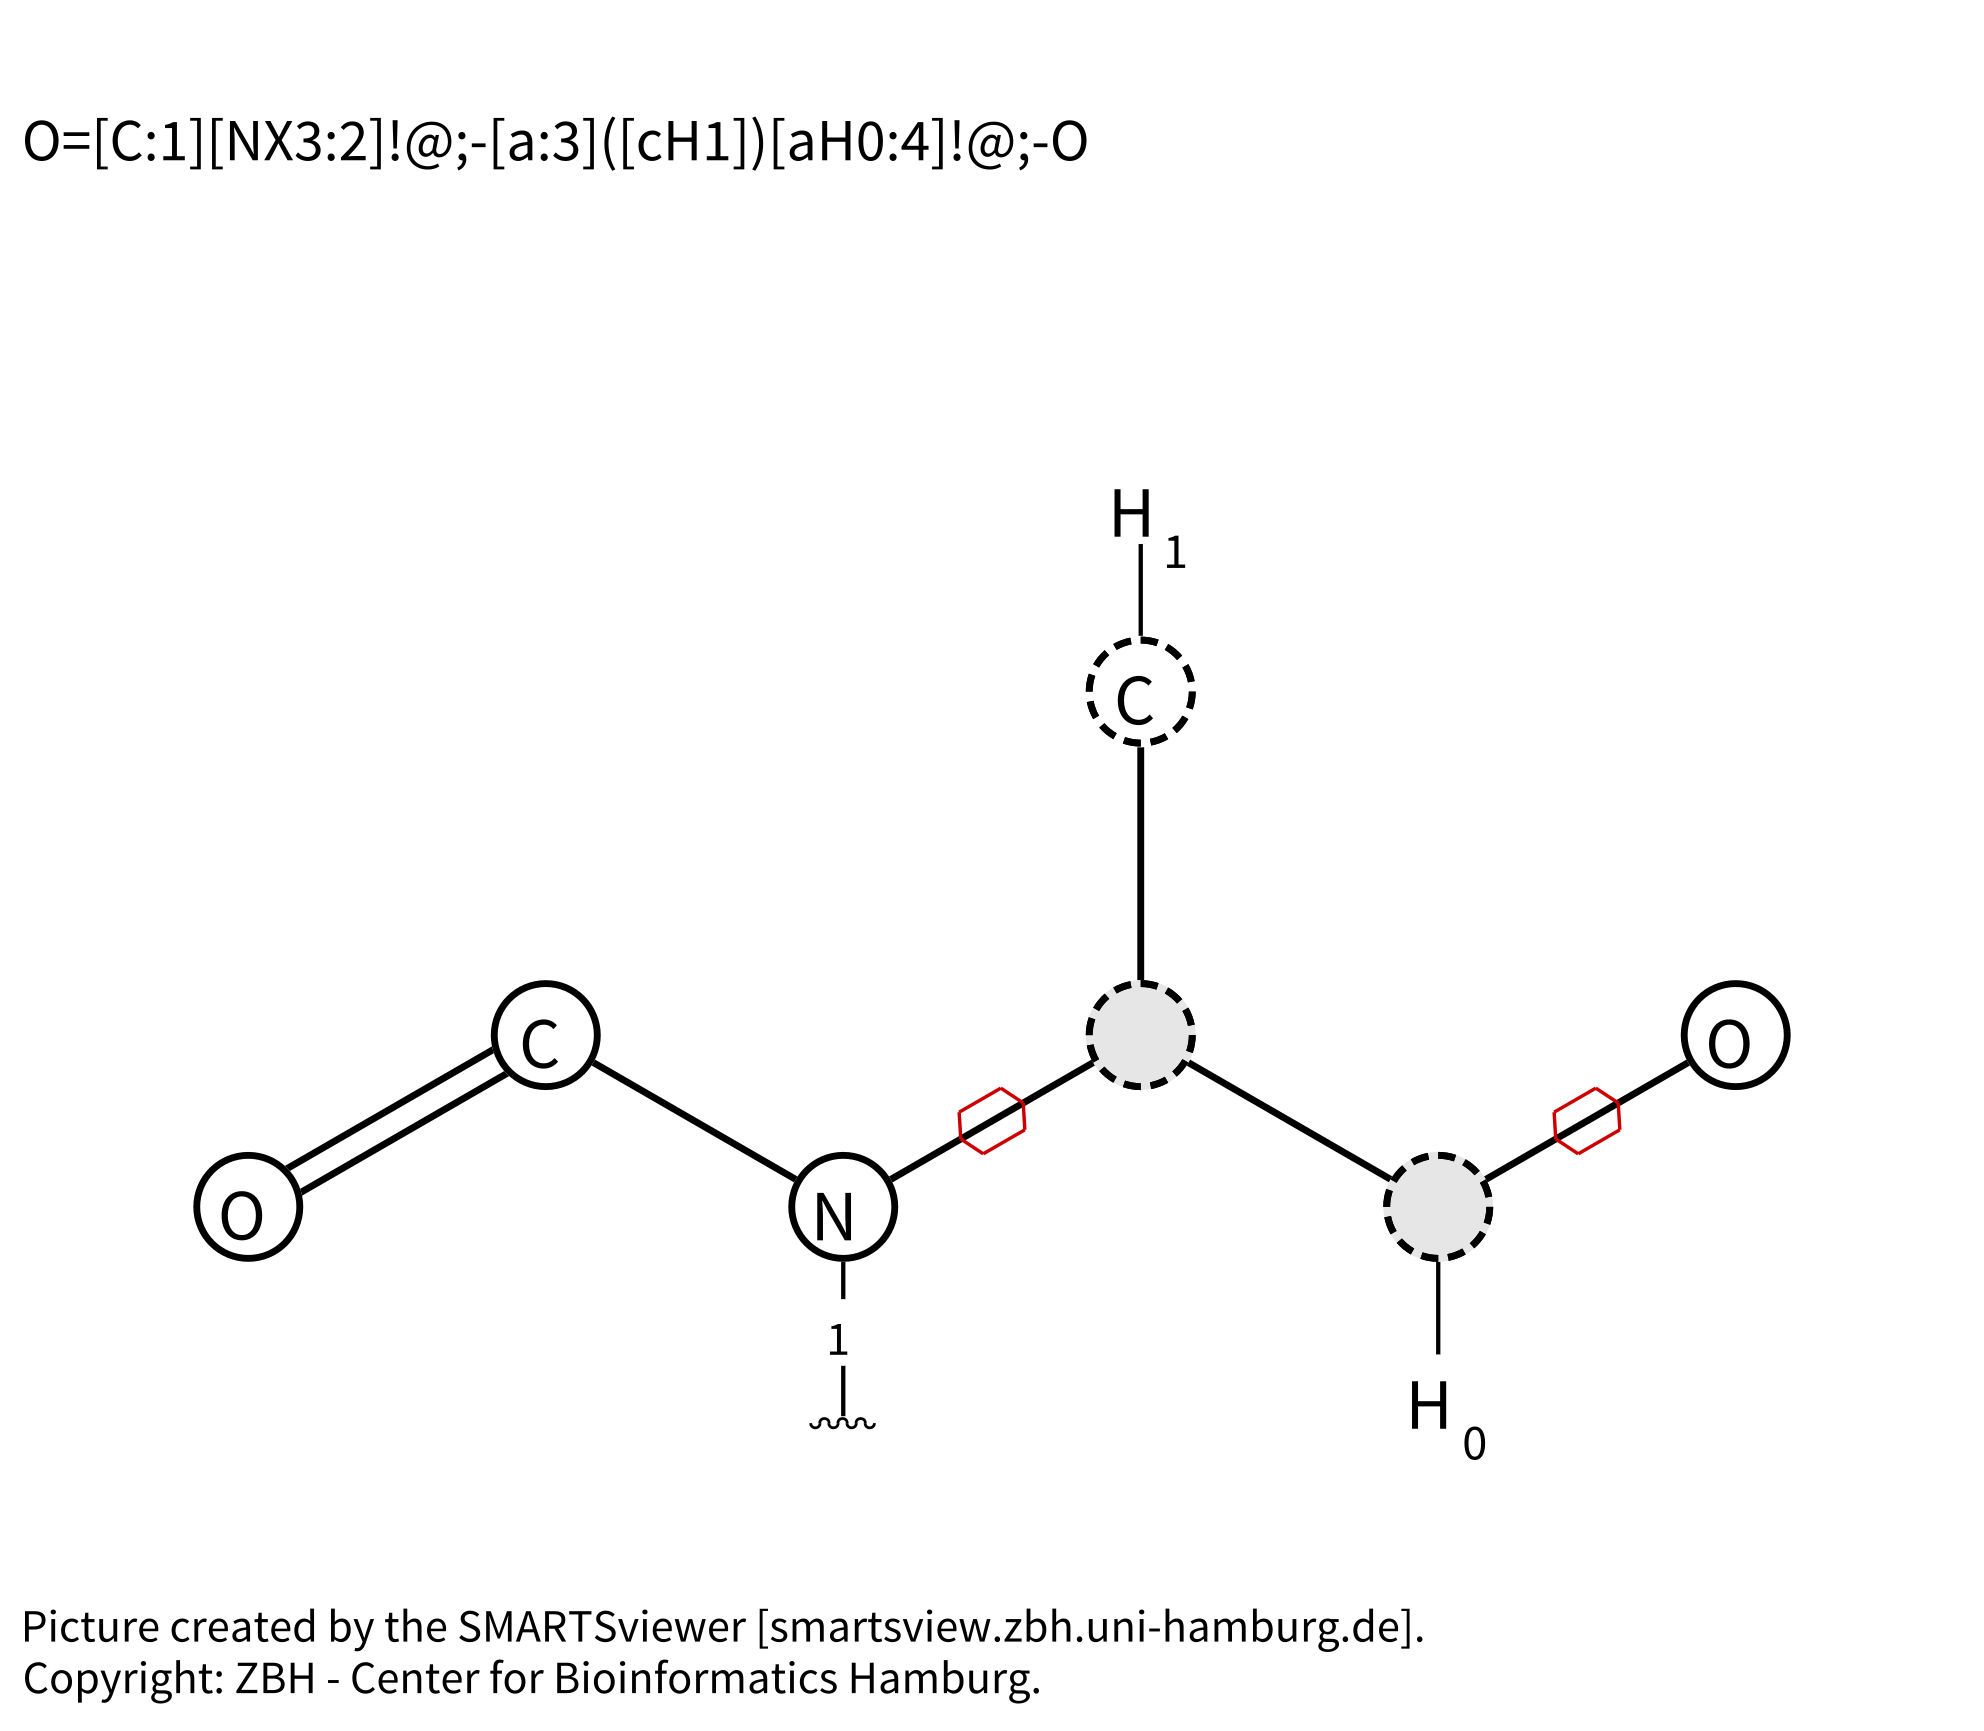 O=[C:1][NX3:2]!@;-[a:3]([cH1])[aH0:4]!@;-O
H 1
C
C
O
O
N
1
H 0
Picture created by the SMARTSviewer [smartsview.zbh.uni-hamburg.de].
Copyright: ZBH - Center for Bioinformatics Hamburg.